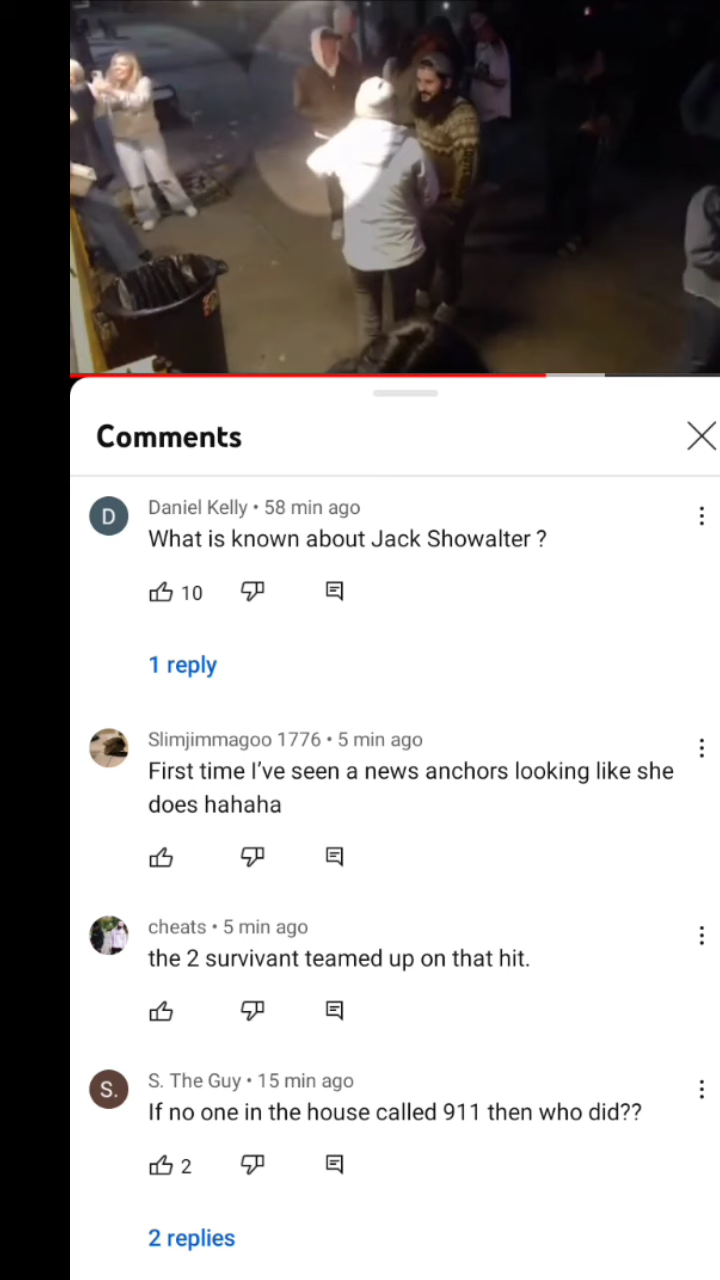 Comments
D
Daniel Kelly • 58 min ago
What is known about Jack Showalter ?
10
1 reply
Slimjimmagoo 1776 • 5 min ago
First time I've seen a news anchors looking like she
does hahaha
cheats • 5 min ago
the 2 survivant teamed up on that hit.
S.
S. The Guy • 15 min ago
If no one in the house called 911 then who did??
2
2 replies